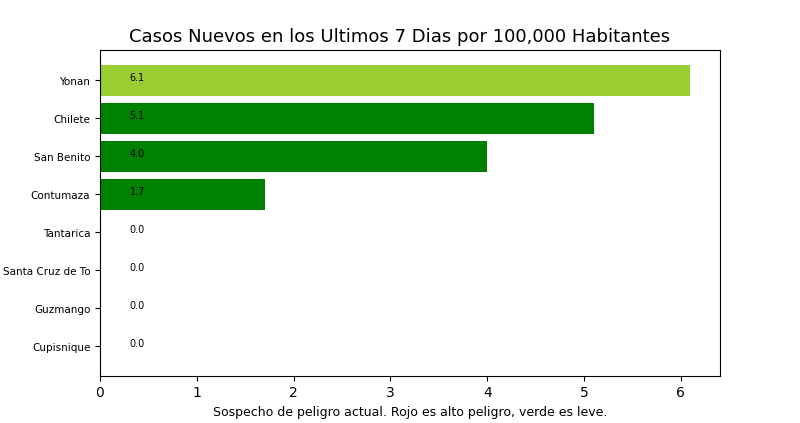 Casos Nuevos en los Ultimos 7 Dias por 100,000 Habitantes
Yonan 6.1
Chilete 5.1
San Benito 4.0
Contumaza 1.7
Tantarica 0.0
Santa Cruz de To 0.0
Guzmango 0.0
Cupisnique 0.0
0 1 2 3 4 5 6
Sospecho de peligro actual. Rojo es alto peligro, verde es leve.